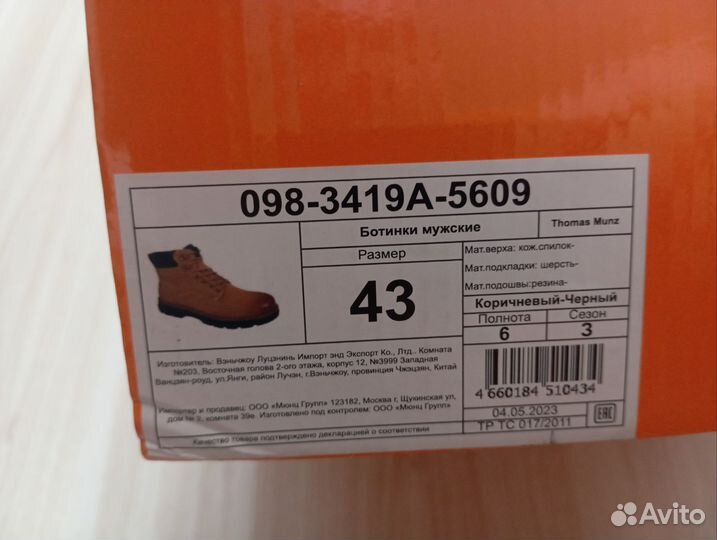 098-3419A-5609
Ботинки мужские
Thomas Munz
Размер
43
Мат.верха: кож.спилок-
Мат.подкладки: шерсть-
Мат.подошвы:резина-
Коричневый-Черный
Полнота
Сезон
6
3
Изготовитель: Вэньчжоу Луцзнинь Импорт энд Экспорт Ко., Лтд.. Комната
№203, Восточная голова 2-ого этажа, корпус 12, №3999 Западная
Ванцзян-роуд, ул.Янги, район Лучэн, г.Вэньчжоу, провинция Чжэцзян, Китай
Импортер и продавец: ООО «Мюнц Групп» 123182, Москва г, Щукинская ул,
дом № 2, комната 39е. Изготовлено под контролем: ООО «Мюнц Групп»
Качество товара подтверждено декларацией о соответствии
4 660184 510434
04.05.2023
ТР ТС 017/2011
EAC
Avito